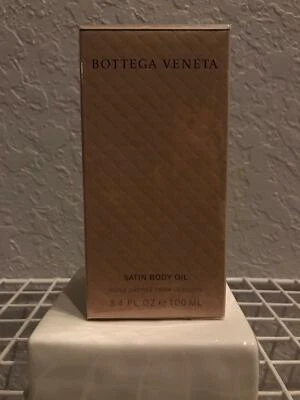 BOTTEGA VENETA
SATIN BODY OIL
3.4 FL OZ e 100 ML